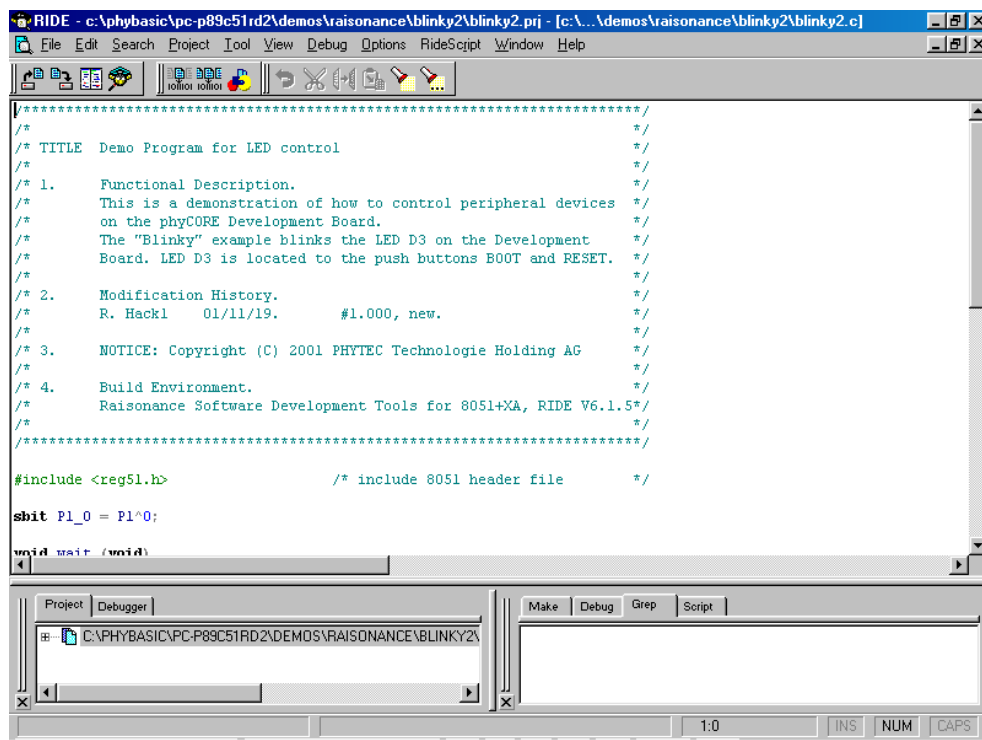 RIDE - c:\phybasic\pc-p89c51rd2\demos\raisonance\blinky2\blinky2.prj - [c:\...\demos\raisonance\blinky2\blinky2.c]
File Edit Search Project Tool View Debug Options RideScript Window Help
/************************************************************************/
/* */
/* TITLE Demo Program for LED control */
/* */
/* 1. Functional Description. */
/* This is a demonstration of how to control peripheral devices */
/* on the phyCORE Development Board. */
/* The "Blinky" example blinks the LED D3 on the Development */
/* Board. LED D3 is located to the push buttons BOOT and RESET. */
/* */
/* 2. Modification History. */
/* R. Hackl 01/11/19. #1.000, new. */
/* */
/* 3. NOTICE: Copyright (C) 2001 PHYTEC Technologie Holding AG */
/* */
/* 4. Build Environment. */
/* Raisonance Software Development Tools for 8051+XA, RIDE V6.1.5*/
/* */
/************************************************************************/
#include <reg51.h> /* include 8051 header file */
sbit P1_0 = P1^0;
void wait (void)
Project Debugger
C:\PHYBASIC\PC-P89C51RD2\DEMOS\RAISONANCE\BLINKY2\
Make Debug Grep Script
1:0 INS NUM CAPS